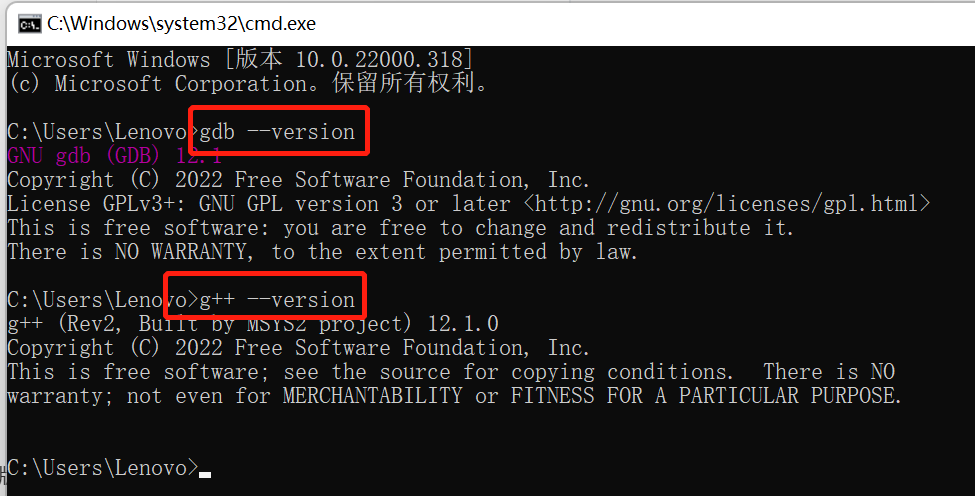 C:\Windows\system32\cmd.exe
Microsoft Windows [版本 10.0.22000.318]
(c) Microsoft Corporation。保留所有权利。
C:\Users\Lenovo>gdb --version
GNU gdb (GDB) 12.1
Copyright (C) 2022 Free Software Foundation, Inc.
License GPLv3+: GNU GPL version 3 or later <http://gnu.org/licenses/gpl.html>
This is free software: you are free to change and redistribute it.
There is NO WARRANTY, to the extent permitted by law.
C:\Users\Lenovo>g++ --version
g++ (Rev2, Built by MSYS2 project) 12.1.0
Copyright (C) 2022 Free Software Foundation, Inc.
This is free software; see the source for copying conditions.  There is NO
warranty; not even for MERCHANTABILITY or FITNESS FOR A PARTICULAR PURPOSE.
C:\Users\Lenovo>